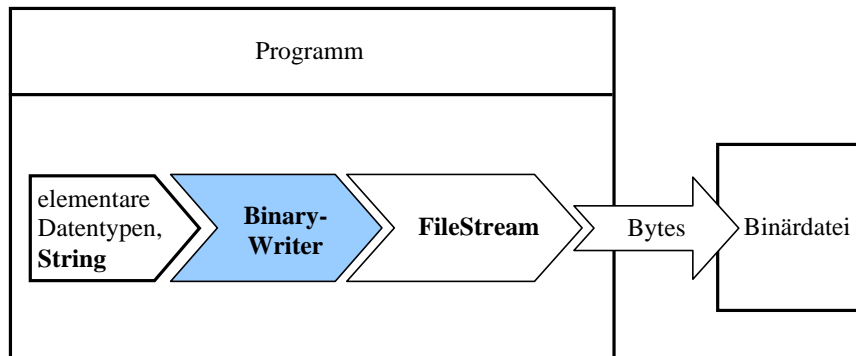 Programm
elementare
Datentypen,
String
Binary-
Writer
FileStream
Bytes
Binärdatei